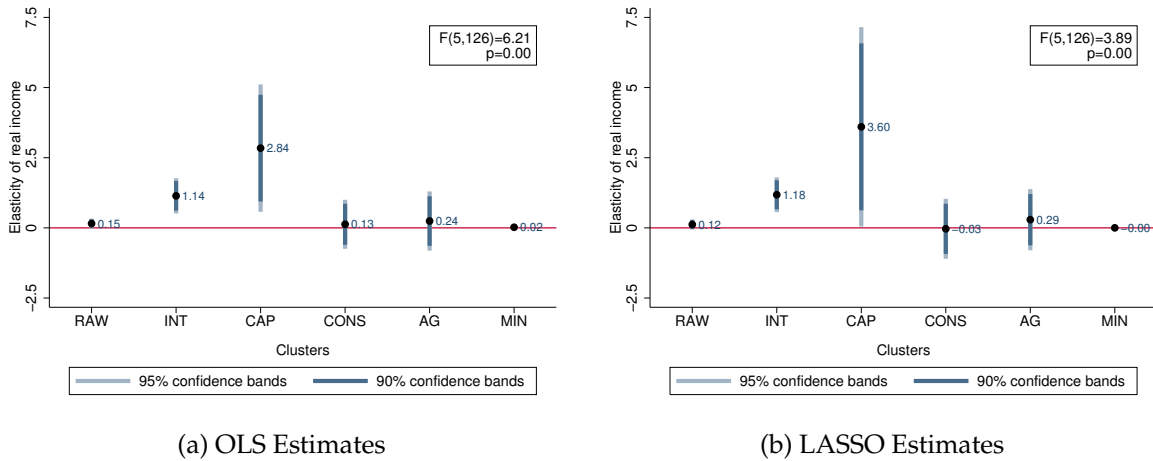 Elasticity of real income
7.5
5
2.5
0
−2.5
F(5,126)=6.21
p=0.00
0.15
1.14
2.84
0.13
0.24
0.02
RAW INT CAP CONS AG MIN
Clusters
95% confidence bands 90% confidence bands
(a) OLS Estimates
Elasticity of real income
7.5
5
2.5
0
−2.5
F(5,126)=3.89
p=0.00
0.12
1.18
3.60
−0.03
0.29
−0.00
RAW INT CAP CONS AG MIN
Clusters
95% confidence bands 90% confidence bands
(b) LASSO Estimates